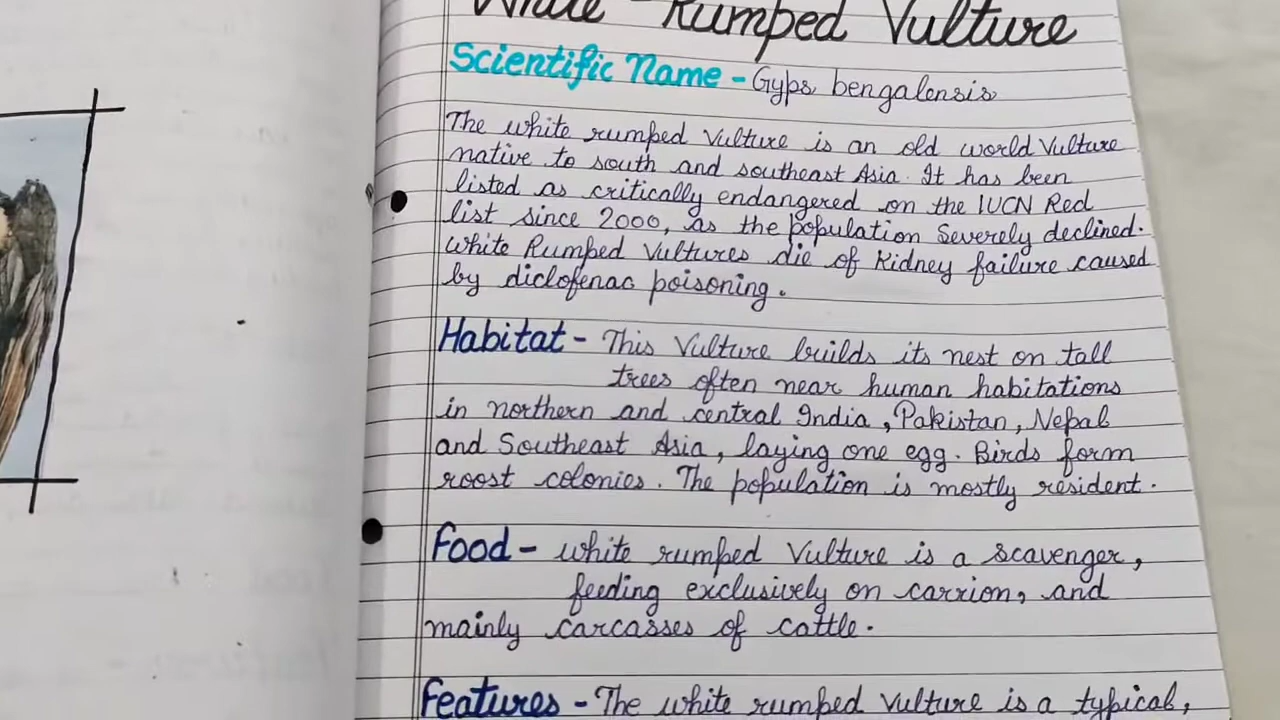 White-Rumped Vulture
Scientific Name - Gyps bengalensis
The white rumped Vulture is an old world Vulture
native to south and southeast Asia. It has been
listed as critically endangered on the IUCN Red
list since 2000, as the population Severely declined.
White Rumped Vultures die of Kidney failure caused
by diclofenac poisoning.
Habitat - This Vulture builds its nest on tall
trees often near human habitations
in northern and central India, Pakistan, Nepal
and Southeast Asia, laying one egg. Birds form
roost colonies. The population is mostly resident.
Food - white rumped Vulture is a scavenger,
feeding exclusively on carrion, and
mainly carcasses of cattle.
Features - The white rumped Vulture is a typical,